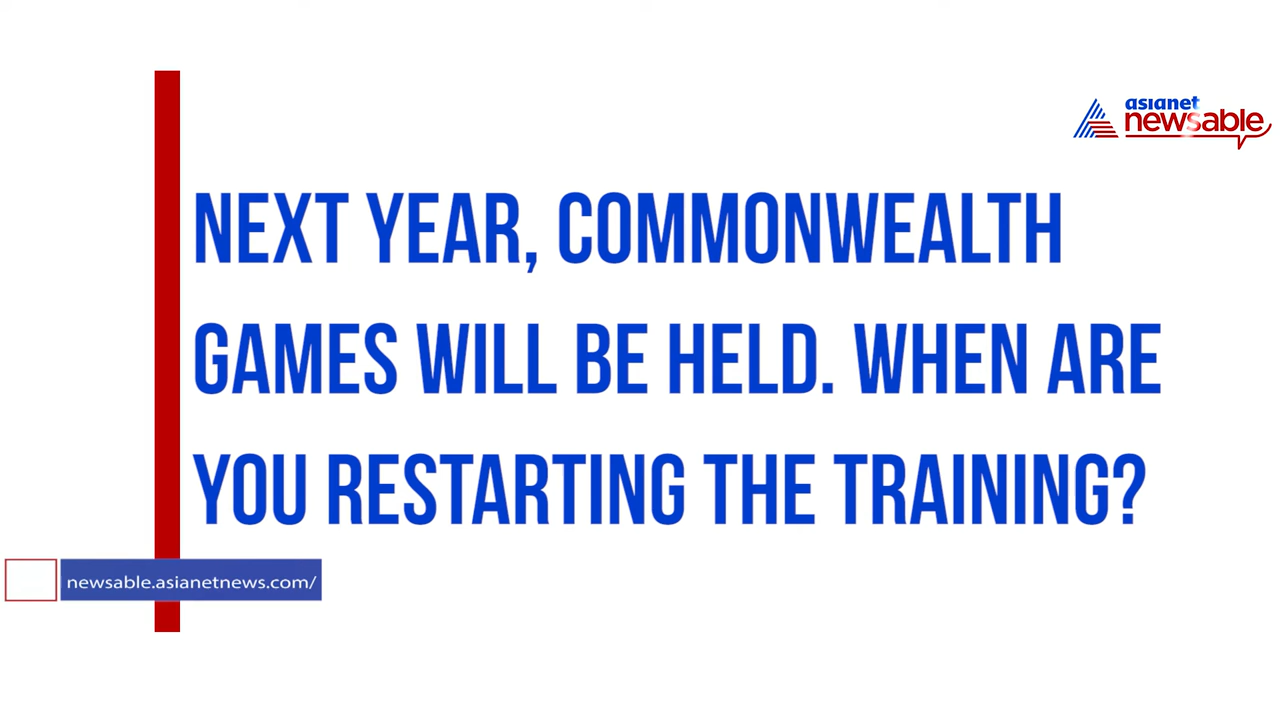 asianet
newsable
NEXT YEAR, COMMONWEALTH
GAMES WILL BE HELD. WHEN ARE
YOU RESTARTING THE TRAINING?
newsable.asianetnews.com/